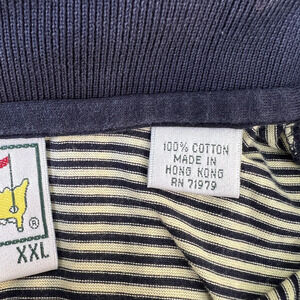 100% COTTON
MADE IN
HONG KONG
RN 71979
®
XXL